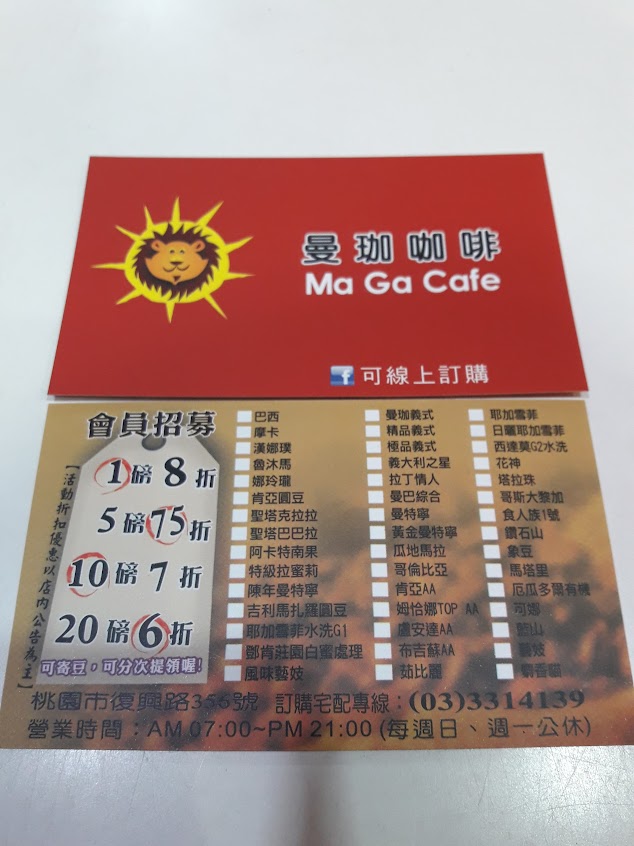 曼珈咖啡
Ma Ga Cafe
f 可線上訂購
會員招募
1磅8折
5磅75折
10磅7折
20磅6折
可寄豆，可分次提領喔!
【活動折扣優惠以店內公告為主】
巴西
摩卡
漢娜璞
魯沐馬
娜玲瓏
肯亞圓豆
聖塔克拉拉
聖塔巴巴拉
阿卡特南果
特級拉蜜莉
陳年曼特寧
吉利馬扎羅圓豆
耶加雪菲水洗G1
鄧肯莊園白蜜處理
風味藝妓
曼珈義式
精品義式
極品義式
義大利之星
拉丁情人
曼巴綜合
曼特寧
黃金曼特寧
瓜地馬拉
哥倫比亞
肯亞AA
姆恰娜TOP AA
盧安達AA
布吉蘇AA
茹比麗
耶加雪菲
日曬耶加雪菲
西達莫G2水洗
花神
塔拉珠
哥斯大黎加
食人族1號
鑽石山
象豆
馬塔里
厄瓜多爾有機
可娜
藍山
藝妓
麝香貓
桃園市復興路356號 訂購宅配專線：(03)3314139
營業時間：AM 07:00~PM 21:00 (每週日、週一公休)